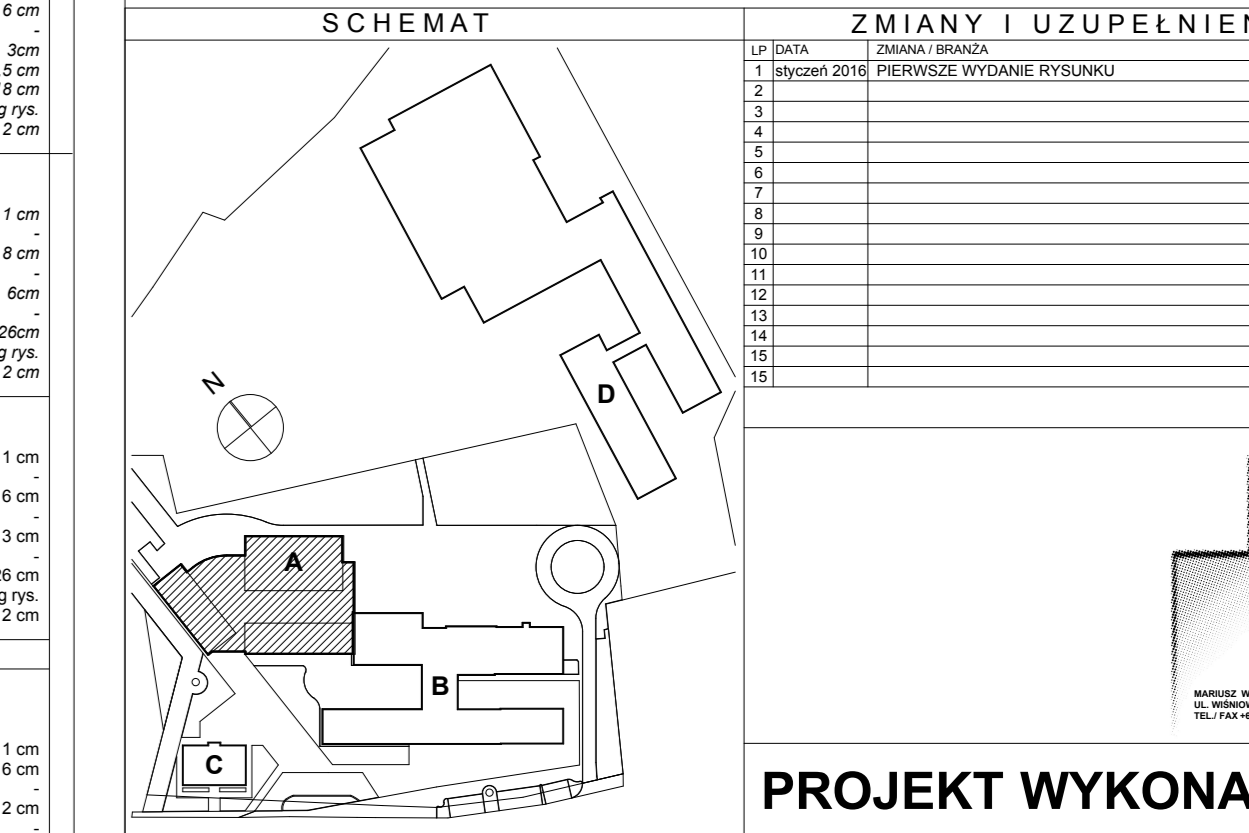 6 cm
-
3cm
5 cm
8 cm
g rys.
2 cm
1 cm
-
8 cm
-
6cm
-
26cm
g rys.
2 cm
1 cm
-
6 cm
-
3 cm
-
26 cm
g rys.
2 cm
1 cm
6 cm
-
2 cm
-
SCHEMAT
N
D
A
B
C
ZMIANY I UZUPEŁNIEN
LP DATA ZMIANA / BRANŻA
1 styczeń 2016 PIERWSZE WYDANIE RYSUNKU
2
3
4
5
6
7
8
9
10
11
12
13
14
15
15
MARIUSZ W
UL. WIŚNIOW
TEL./ FAX +6
PROJEKT WYKONA